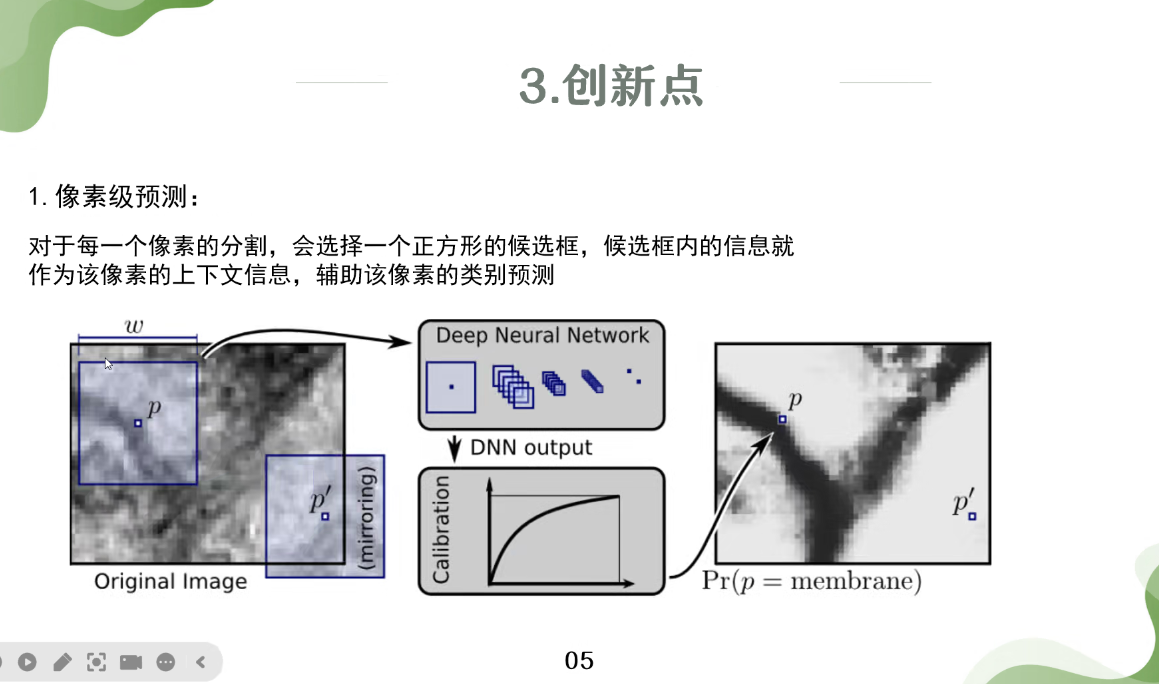 3.创新点
1.像素级预测：
对于每一个像素的分割，会选择一个正方形的候选框，候选框内的信息就
作为该像素的上下文信息，辅助该像素的类别预测
w
Deep Neural Network
p
p
DNN output
p′
(mirroring)
Calibration
p′
Original Image
Pr(p = membrane)
05